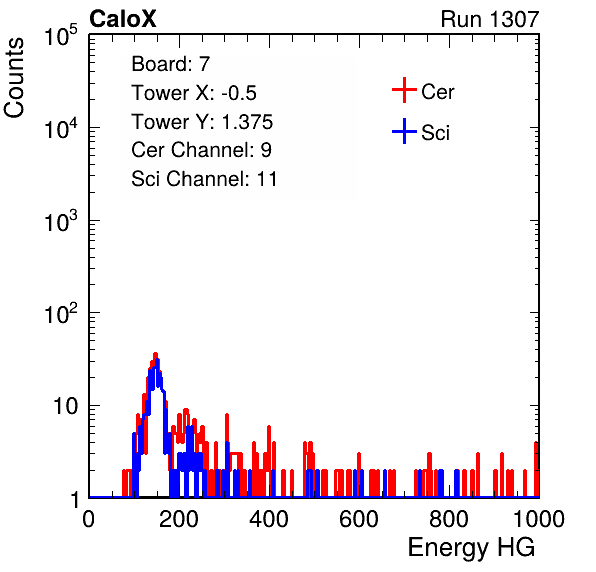 CaloX Run 1307
Counts
10^5
10^4
10^3
10^2
10
1
Board: 7
Tower X: -0.5
Tower Y: 1.375
Cer Channel: 9
Sci Channel: 11
Cer
Sci
0 200 400 600 800 1000
Energy HG